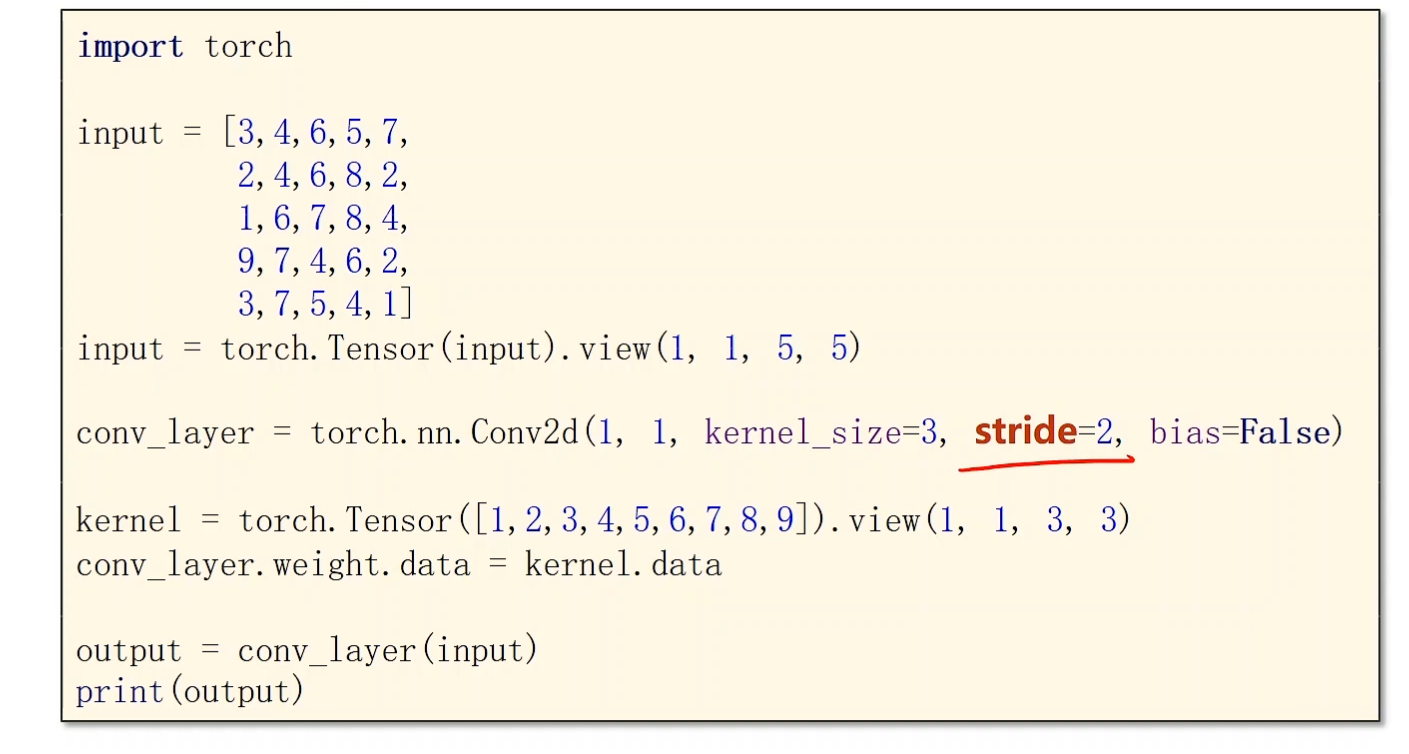 import torch
input = [3,4,6,5,7,
2,4,6,8,2,
1,6,7,8,4,
9,7,4,6,2,
3,7,5,4,1]
input = torch.Tensor(input).view(1, 1, 5, 5)
conv_layer = torch.nn.Conv2d(1, 1, kernel_size=3, stride=2, bias=False)
kernel = torch.Tensor([1,2,3,4,5,6,7,8,9]).view(1, 1, 3, 3)
conv_layer.weight.data = kernel.data
output = conv_layer(input)
print(output)